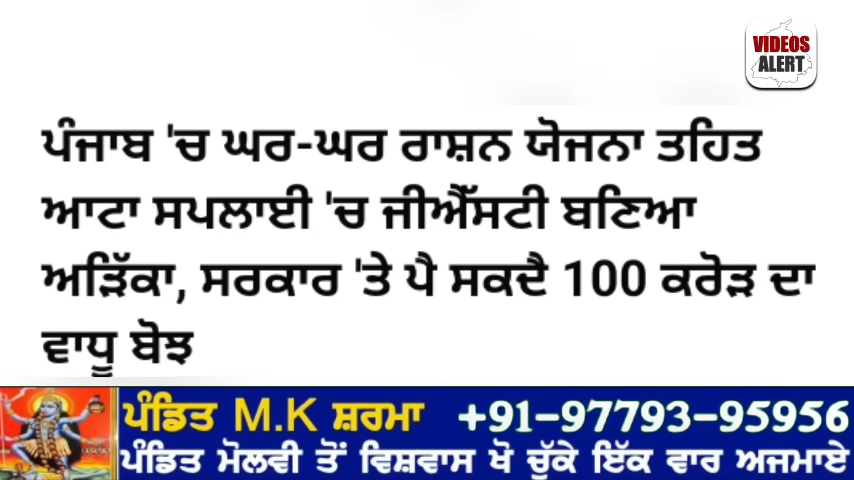 VIDEOS
ALERT
ਪੰਜਾਬ 'ਚ ਘਰ-ਘਰ ਰਾਸ਼ਨ ਯੋਜਨਾ ਤਹਿਤ
ਆਟਾ ਸਪਲਾਈ 'ਚ ਜੀਐੱਸਟੀ ਬਣਿਆ
ਅੜਿੱਕਾ, ਸਰਕਾਰ 'ਤੇ ਪੈ ਸਕਦੈ 100 ਕਰੋੜ ਦਾ
ਵਾਧੂ ਬੋਝ
ਪੰਡਿਤ M.K ਸ਼ਰਮਾ +91-97793-95956
ਪੰਡਿਤ ਮੋਲਵੀ ਤੋਂ ਵਿਸ਼ਵਾਸ ਖੋ ਚੁੱਕੇ ਇੱਕ ਵਾਰ ਅਜਮਾਏ